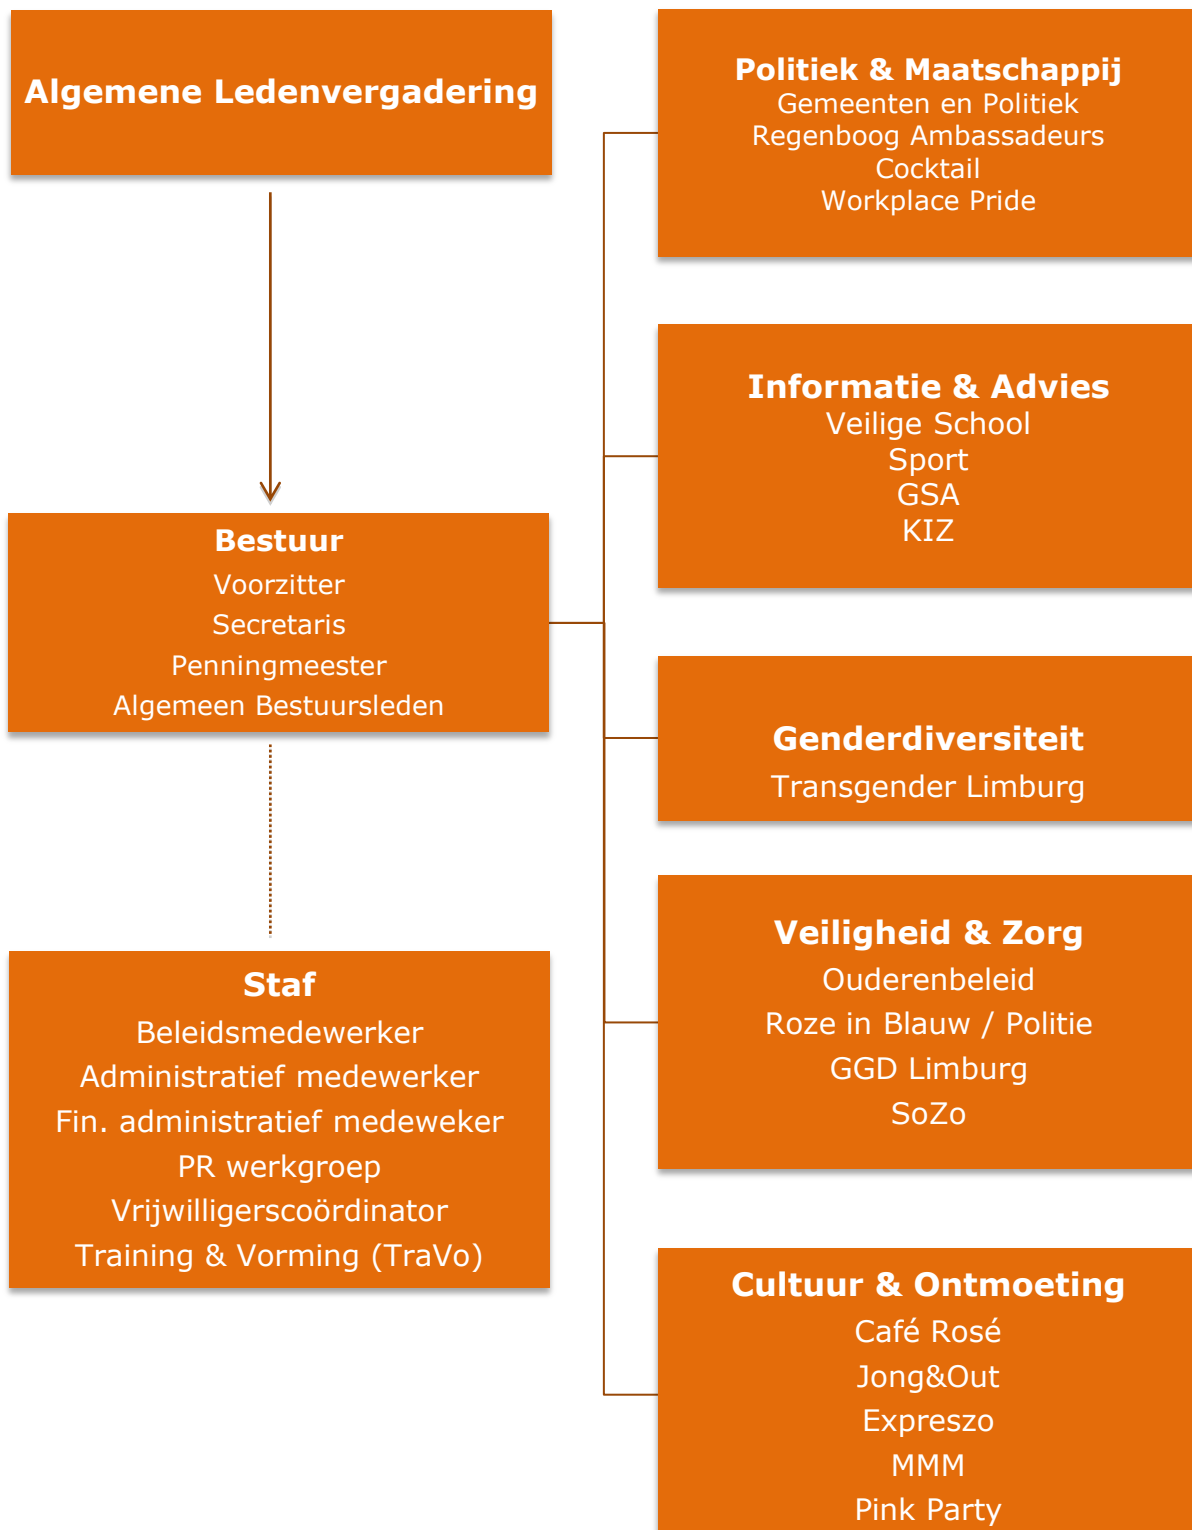 Algemene Ledenvergadering
Bestuur
Voorzitter
Secretaris
Penningmeester
Algemeen Bestuursleden
Staf
Beleidsmedewerker
Administratief medewerker
Fin. administratief medeweker
PR werkgroep
Vrijwilligerscoördinator
Training & Vorming (TraVo)
Politiek & Maatschappij
Gemeenten en Politiek
Regenboog Ambassadeurs
Cocktail
Workplace Pride
Informatie & Advies
Veilige School
Sport
GSA
KIZ
Genderdiversiteit
Transgender Limburg
Veiligheid & Zorg
Ouderenbeleid
Roze in Blauw / Politie
GGD Limburg
SoZo
Cultuur & Ontmoeting
Café Rosé
Jong&Out
Expreszo
MMM
Pink Party